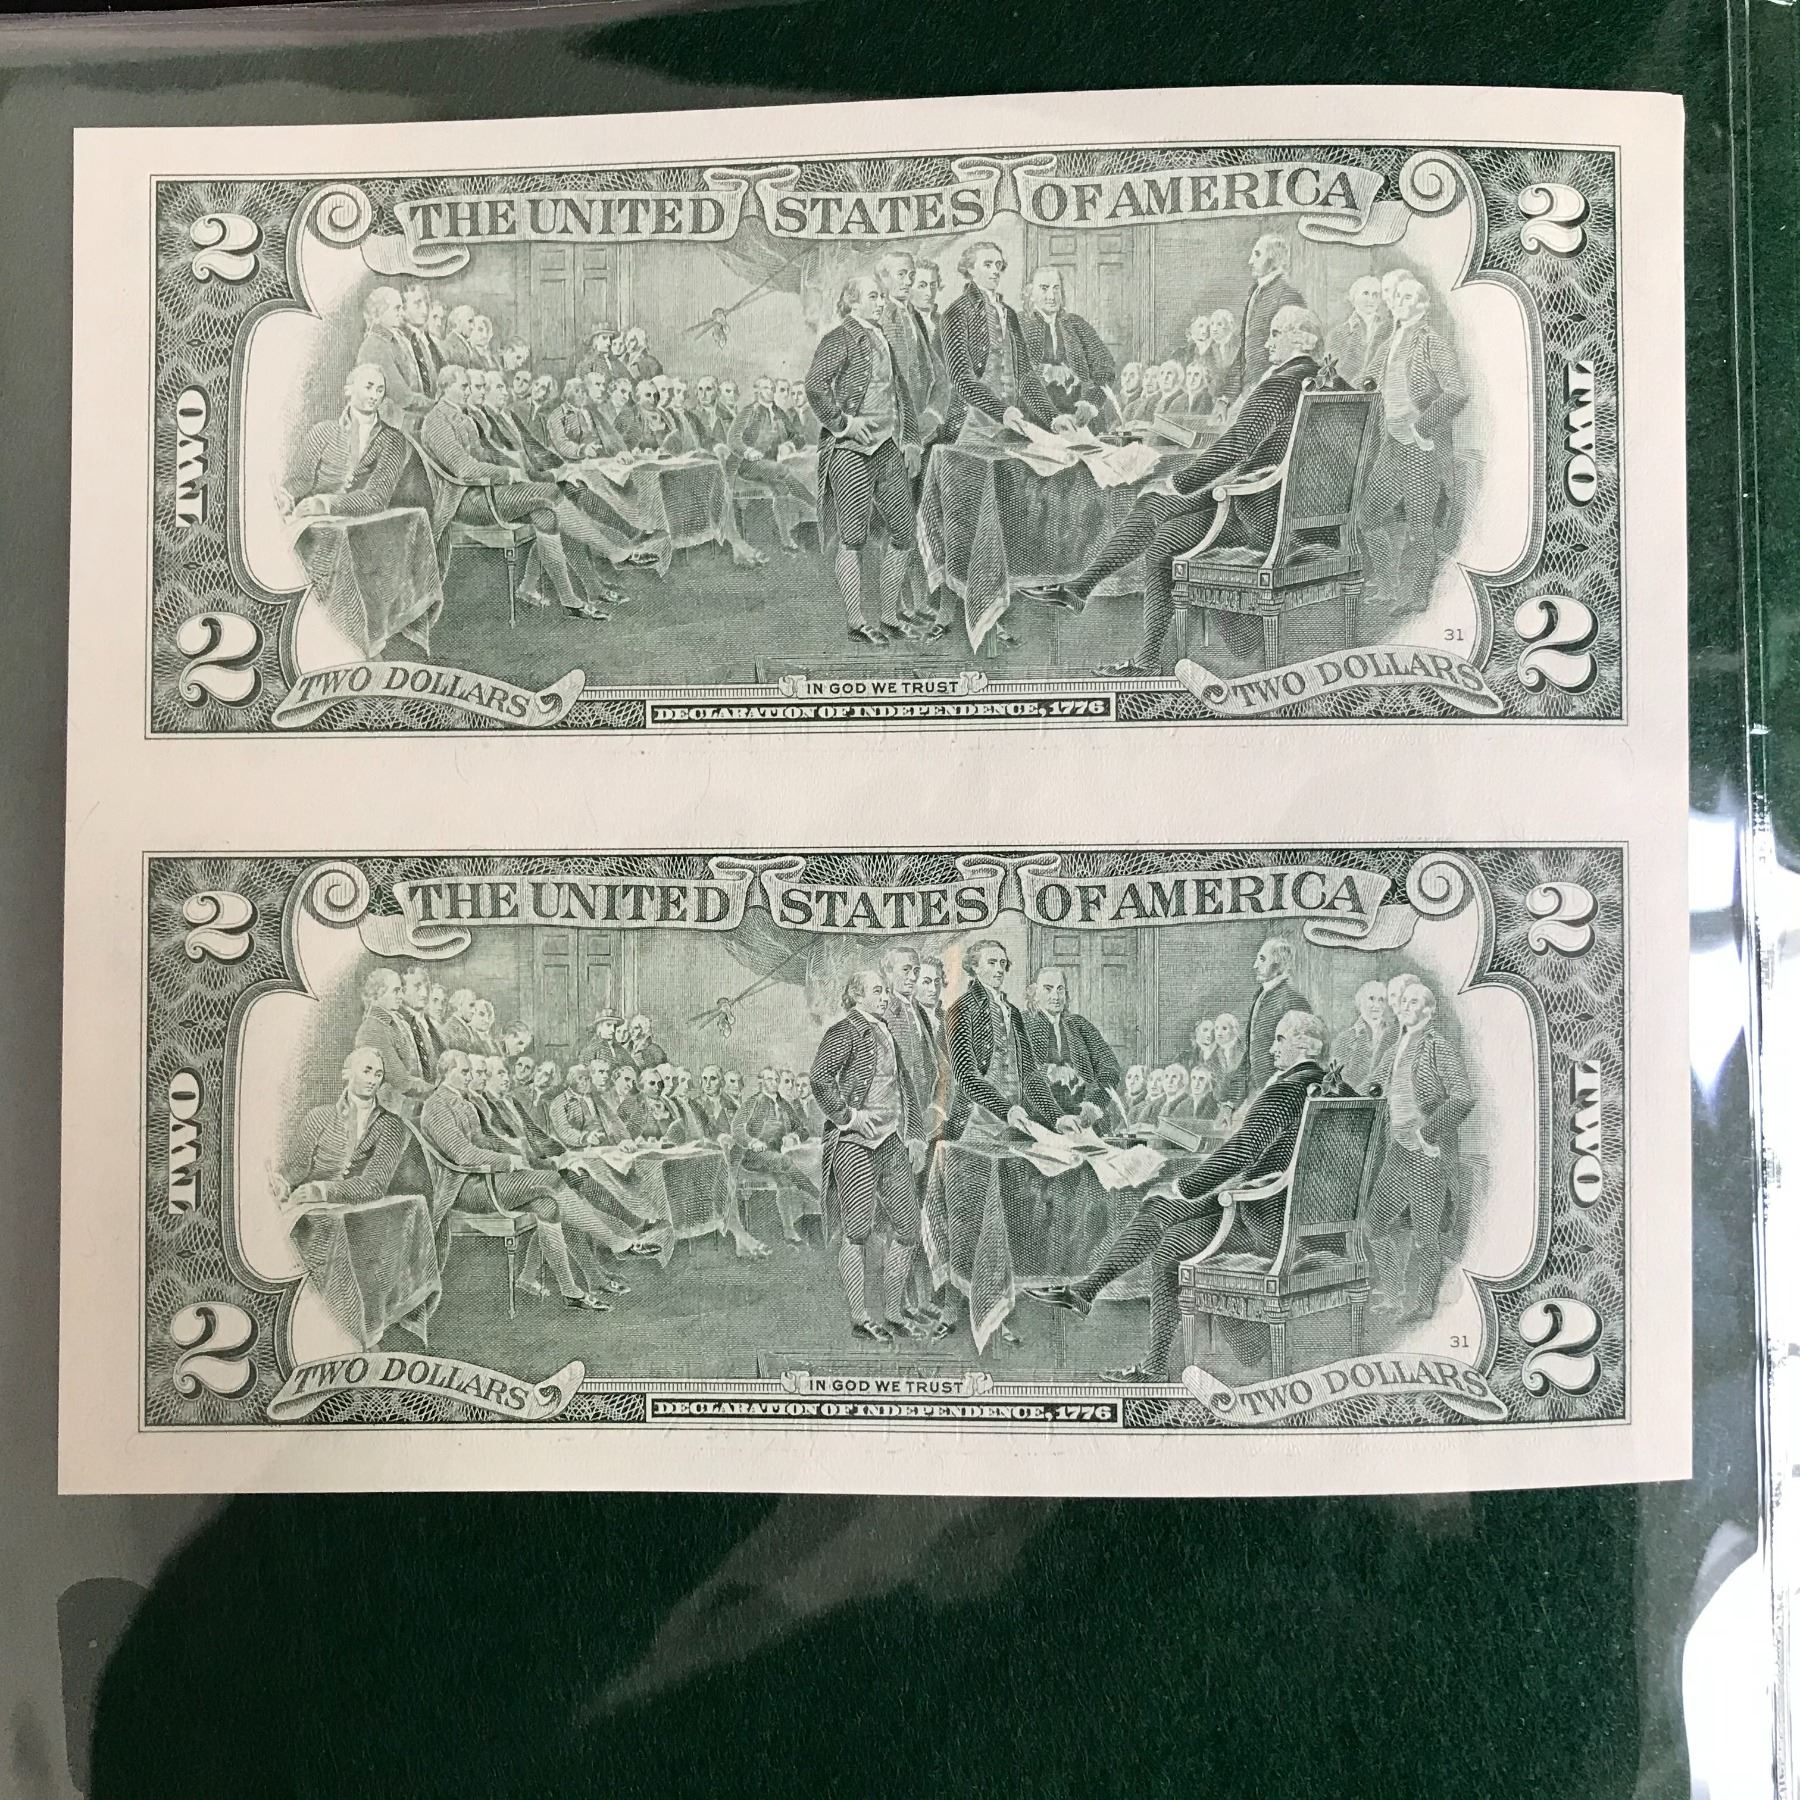 THE UNITED STATES OF AMERICA
2 2
TWO TWO
31
2 2
TWO DOLLARS IN GOD WE TRUST TWO DOLLARS
DECLARATION OF INDEPENDENCE, 1776
THE UNITED STATES OF AMERICA
2 2
TWO TWO
31
2 2
TWO DOLLARS IN GOD WE TRUST TWO DOLLARS
DECLARATION OF INDEPENDENCE, 1776